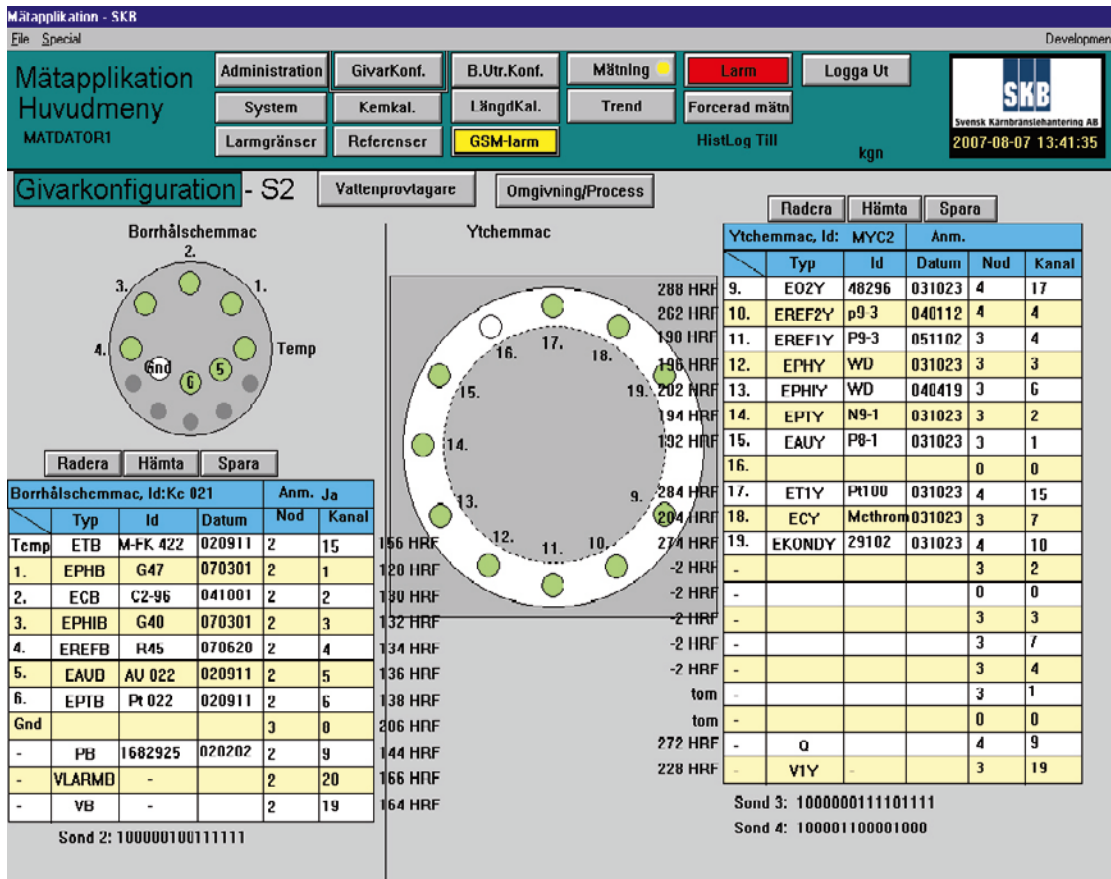 Mätapplikation - SKB
File Special Developmen
Mätapplikation
Huvudmeny
MATDATOR1
Administration GivarKonf. B.Utr.Konf. Mätning Larm Logga Ut
System Kemkal. LängdKal. Trend Forcerad mätn
Larmgränser Referenser GSM-larm HistLog Till kgn
SKB
Svensk Kärnbränslehantering AB
2007-08-07 13:41:35
Givarkonfiguration - S2 Vattenprovtagare Omgivning/Process
Borrhålschemmac
2.
3. 1.
4. Temp
Gnd 6 5
Radera Hämta Spara
Borrhålschemmac, Id:Kc 021 Anm. Ja
Typ Id Datum Nod Kanal
Temp ETB M-FK 422 020911 2 15 156 HRF
1. EPHB G47 070301 2 1 120 HRF
2. ECB C2-96 041001 2 2 130 HRF
3. EPHIB G40 070301 2 3 132 HRF
4. EREFB R45 070620 2 4 134 HRF
5. EAUB AU 022 020911 2 5 136 HRF
6. EPTB Pt 022 020911 2 6 138 HRF
Gnd 3 0 206 HRF
- PB 1682925 020202 2 9 144 HRF
- VLARMB - 2 20 166 HRF
- VB - 2 19 164 HRF
Sond 2: 100000100111111
Ytchemmac
16. 17. 18.
15. 19.
14.
13. 9.
12. 11. 10.
Radera Hämta Spara
Ytchemmac, Id: MYC2 Anm.
Typ Id Datum Nod Kanal
288 HRF 9. EO2Y 48296 031023 4 17
262 HRF 10. EREF2Y p9-3 040112 4 4
190 HRF 11. EREF1Y P9-3 051102 3 4
196 HRF 12. EPHY WD 031023 3 3
202 HRF 13. EPHIY WD 040419 3 6
194 HRF 14. EPTY N9-1 031023 3 2
192 HRF 15. EAUY P8-1 031023 3 1
16. 0 0
284 HRF 17. ET1Y Pt100 031023 4 15
204 HRF 18. ECY Methrom 031023 3 7
274 HRF 19. EKONDY 29102 031023 4 10
-2 HRF - 3 2
-2 HRF - 0 0
-2 HRF - 3 3
-2 HRF - 3 7
-2 HRF - 3 4
tom - 3 1
tom - 0 0
272 HRF - Q 4 9
228 HRF - V1Y - 3 19
Sond 3: 1000000111101111
Sond 4: 100001100001000